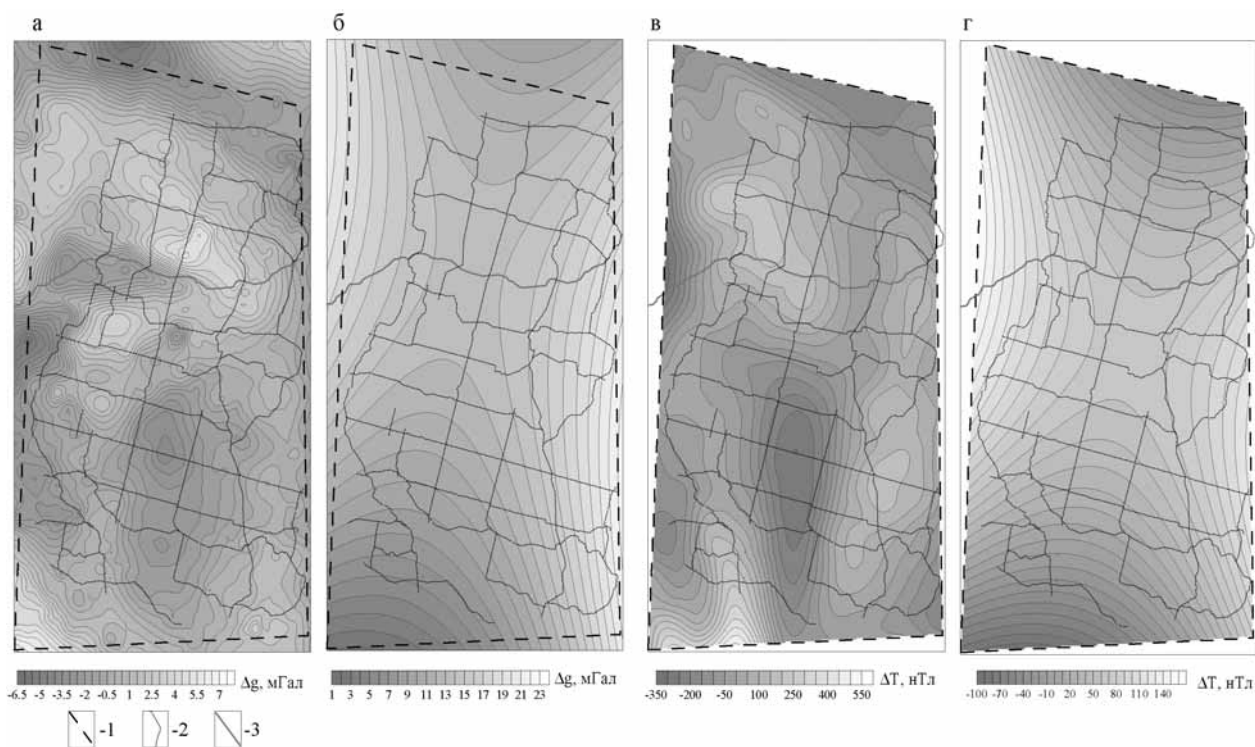 а б в г
-6.5 -5 -3.5 -2 -0.5 1 2.5 4 5.5 7 Δg, мГал
1 3 5 7 9 11 13 15 17 19 21 23 Δg, мГал
-350 -200 -50 100 250 400 550 ΔT, нТл
-100 -70 -40 -10 20 50 80 110 140 ΔT, нТл
-1 -2 -3